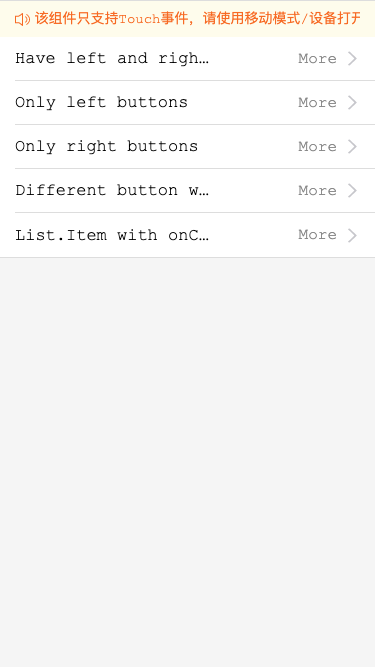 该组件只支持Touch事件，请使用移动模式/设备打开
Have left and righ…
More
Only left buttons
More
Only right buttons
More
Different button w…
More
List.Item with onC…
More